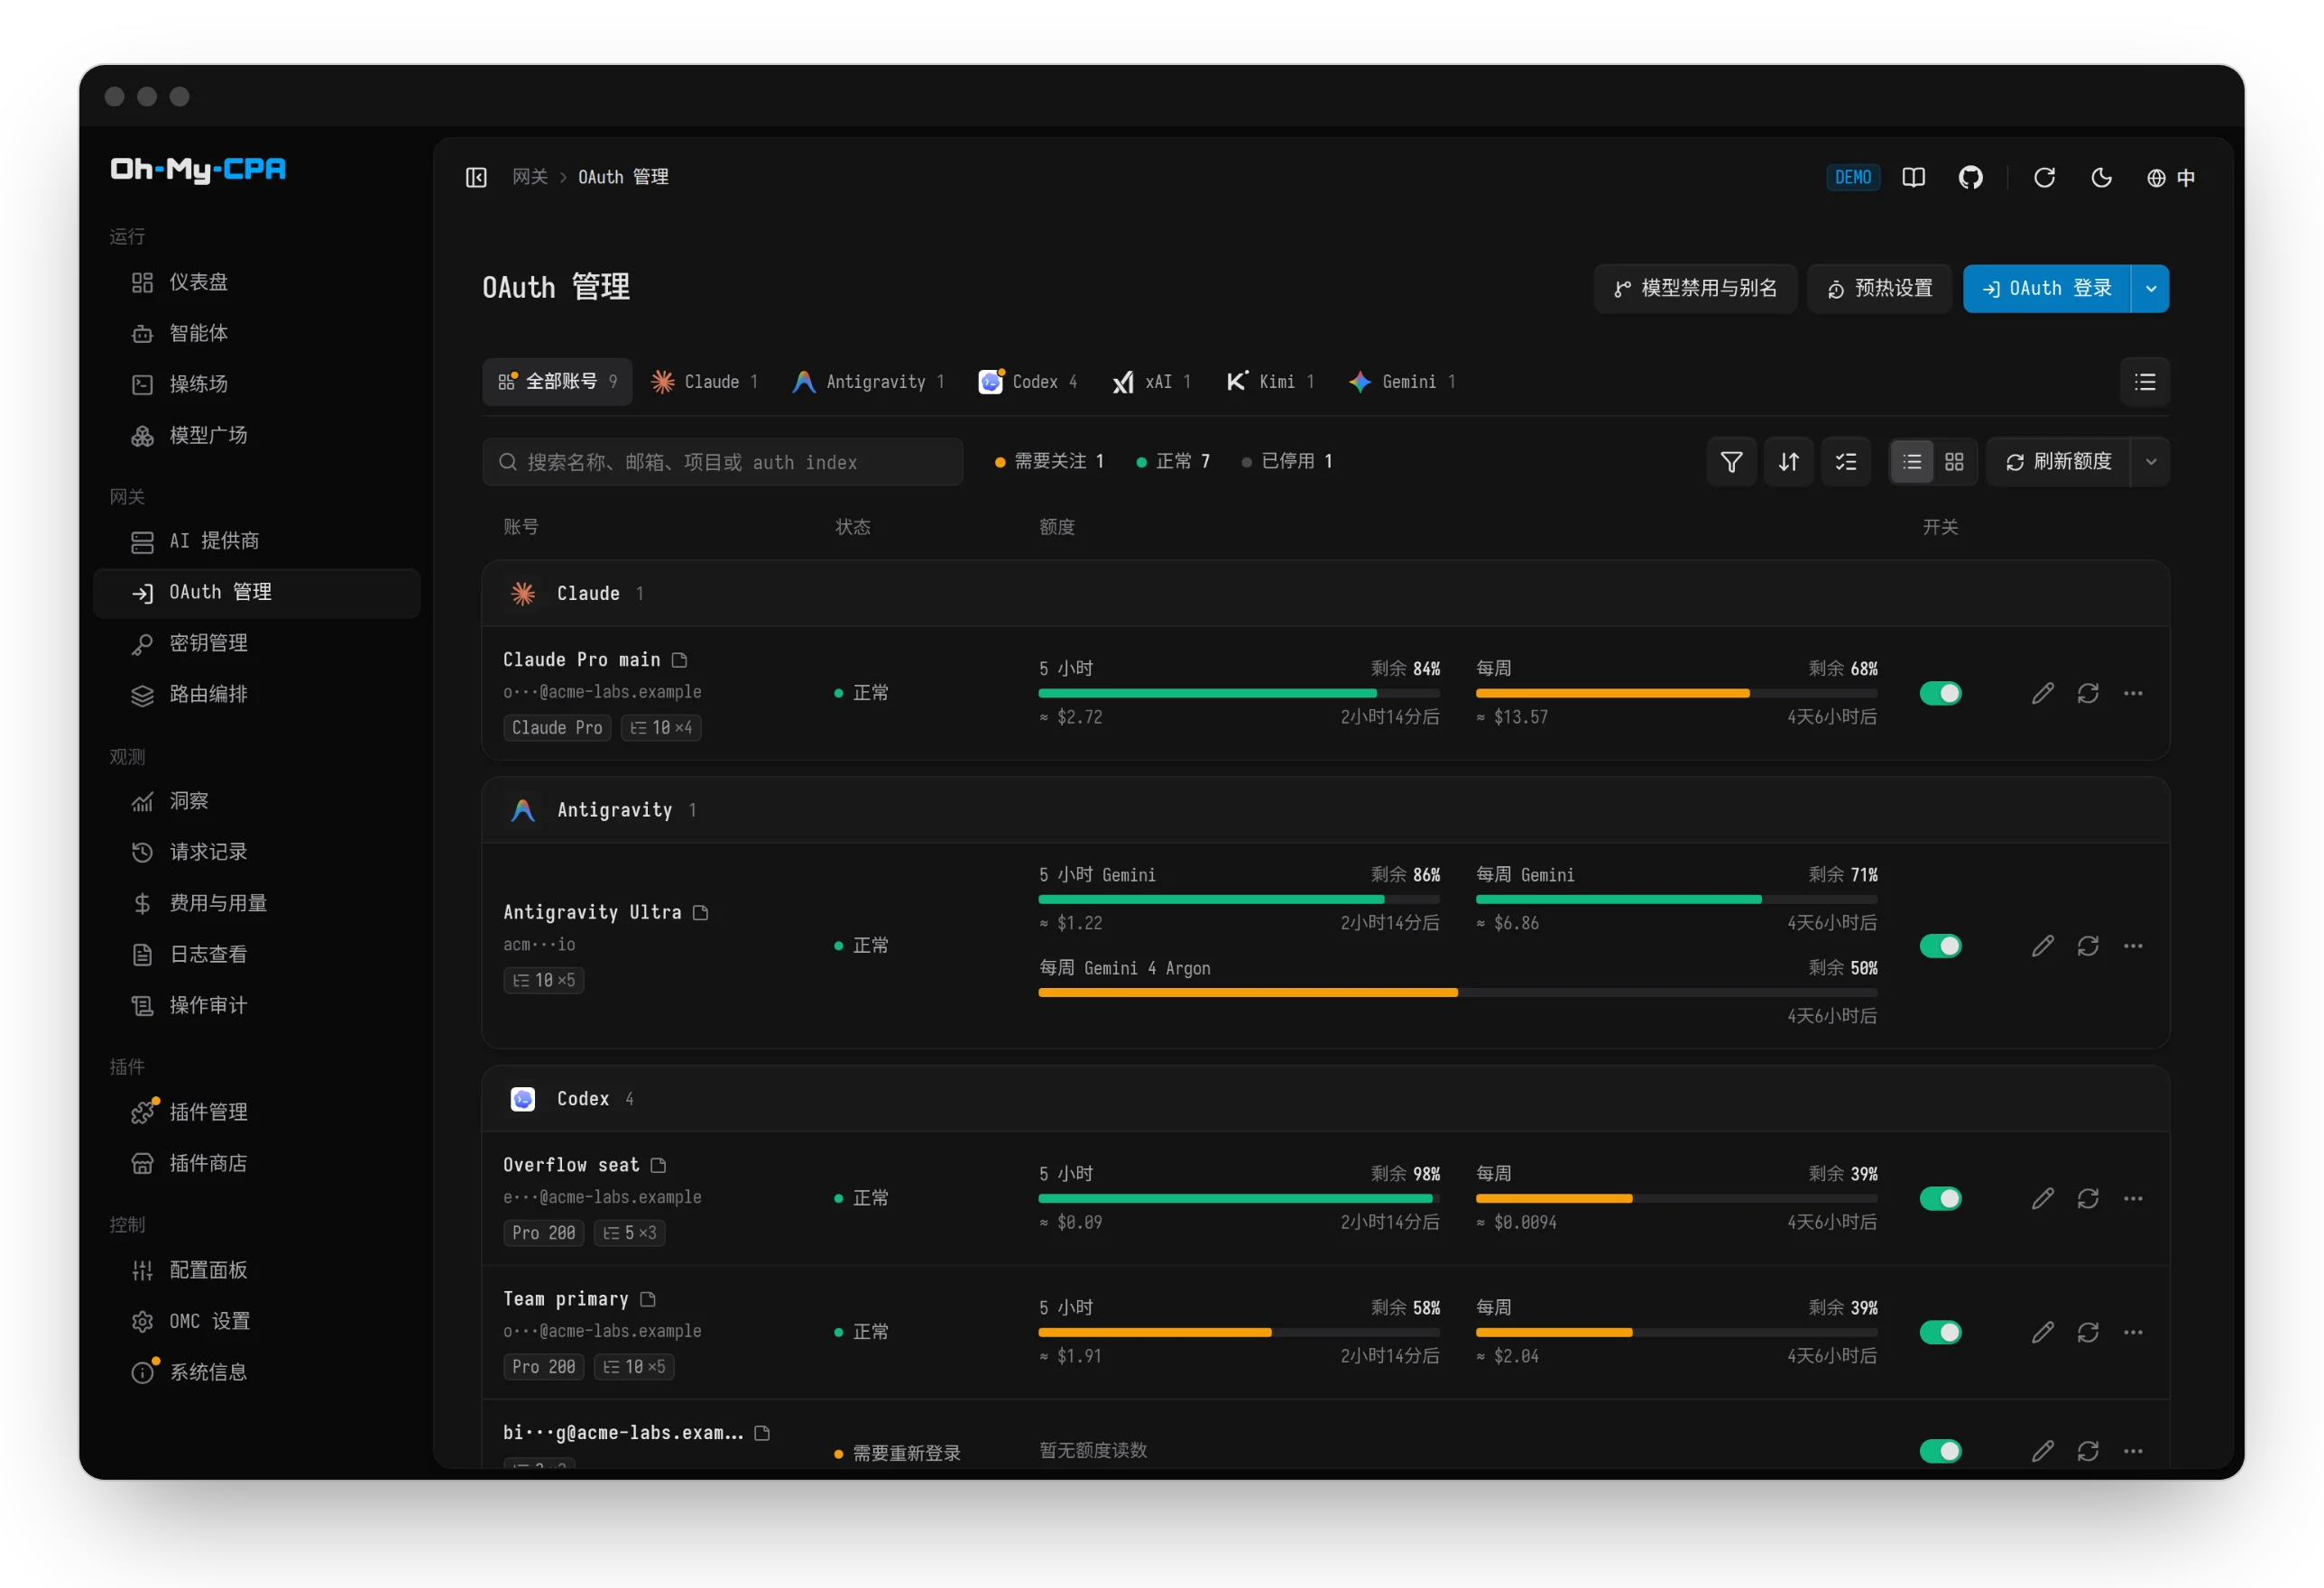 Oh-My-CPA
运行
仪表盘
智能体
操练场
模型广场
网关
AI 提供商
OAuth 管理
密钥管理
路由编排
观测
洞察
请求记录
费用与用量
日志查看
操作审计
插件
插件管理
插件商店
控制
配置面板
OMC 设置
系统信息
网关 > OAuth 管理
DEMO
中
OAuth 管理
模型禁用与别名
预热设置
OAuth 登录
全部账号 9
Claude 1
Antigravity 1
Codex 4
xAI 1
Kimi 1
Gemini 1
搜索名称、邮箱、项目或 auth index
需要关注 1
正常 7
已停用 1
刷新额度
账号 状态 额度 开关
Claude 1
Claude Pro main
o···@acme-labs.example
Claude Pro 10 ×4
正常
5 小时 剩余 84%
≈ $2.72 2小时14分后
每周 剩余 68%
≈ $13.57 4天6小时后
Antigravity 1
Antigravity Ultra
acm···io
10 ×5
正常
5 小时 Gemini 剩余 86%
≈ $1.22 2小时14分后
每周 Gemini 剩余 71%
≈ $6.86 4天6小时后
每周 Gemini 4 Argon 剩余 50%
4天6小时后
Codex 4
Overflow seat
e···@acme-labs.example
Pro 200 5 ×3
正常
5 小时 剩余 98%
≈ $0.09 2小时14分后
每周 剩余 39%
≈ $0.0094 4天6小时后
Team primary
o···@acme-labs.example
Pro 200 10 ×5
正常
5 小时 剩余 58%
≈ $1.91 2小时14分后
每周 剩余 39%
≈ $2.04 4天6小时后
bi···g@acme-labs.exam...
需要重新登录
暂无额度读数